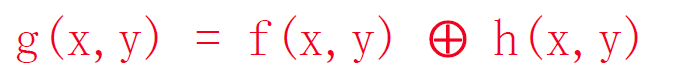 g(x, y) = f(x, y) ⊕ h(x, y)